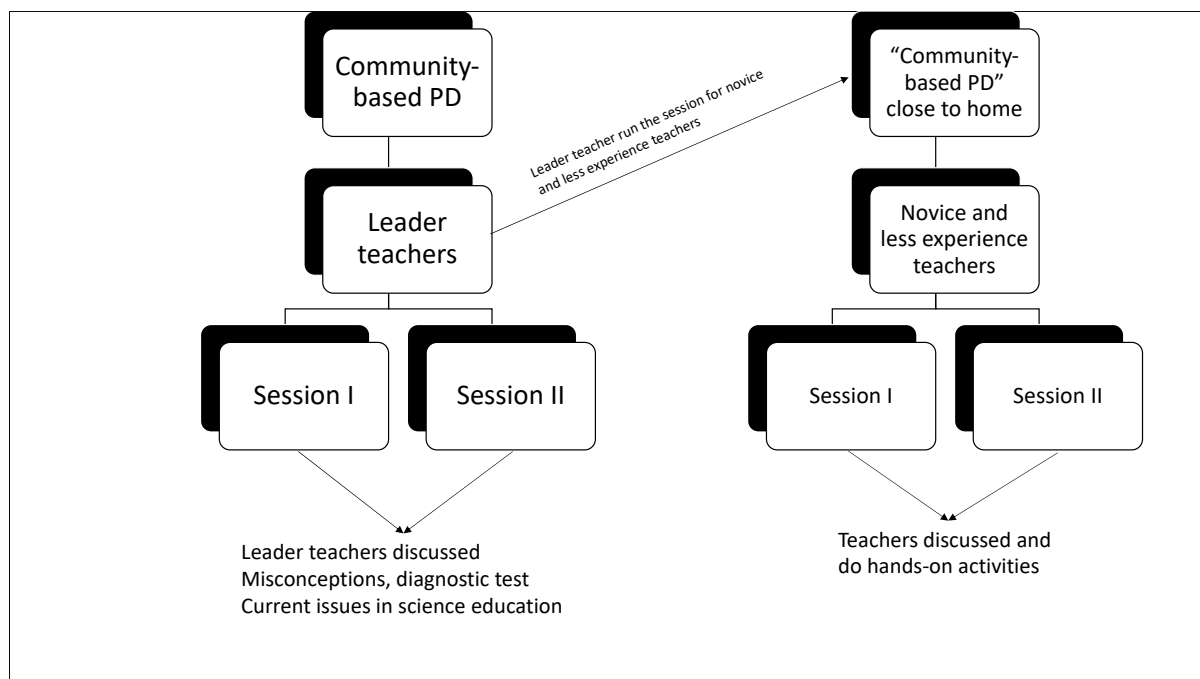 Community-
based PD
Leader
teachers
Session I
Session II
Leader teachers discussed
Misconceptions, diagnostic test
Current issues in science education
Leader teacher run the session for novice
and less experience teachers
“Community-
based PD”
close to home
Novice and
less experience
teachers
Session I
Session II
Teachers discussed and
do hands-on activities